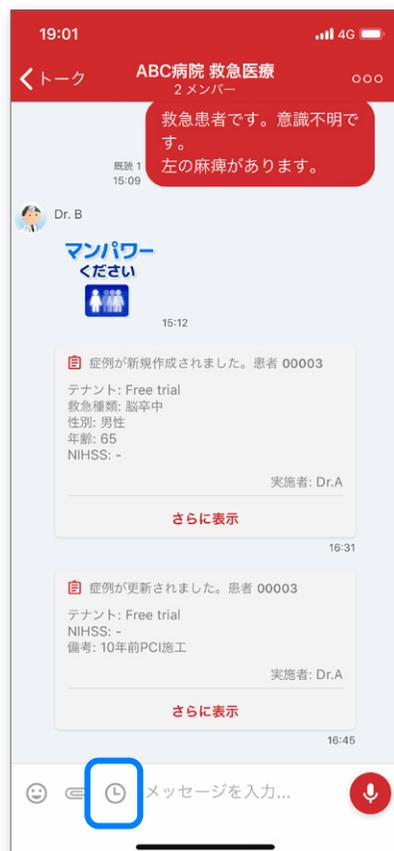 19:01
4G
トーク
ABC病院 救急医療
2 メンバー
ooo
救急患者です。意識不明で
す。
左の麻痺があります。
既読 1
15:09
Dr. B
マンパワー
ください
15:12
症例が新規作成されました。患者 00003
テナント: Free trial
救急種類: 脳卒中
性別: 男性
年齢: 65
NIHSS: -
実施者: Dr.A
さらに表示
16:31
症例が更新されました。患者 00003
テナント: Free trial
NIHSS: -
備考: 10年前PCI施工
実施者: Dr.A
さらに表示
16:45
メッセージを入力...